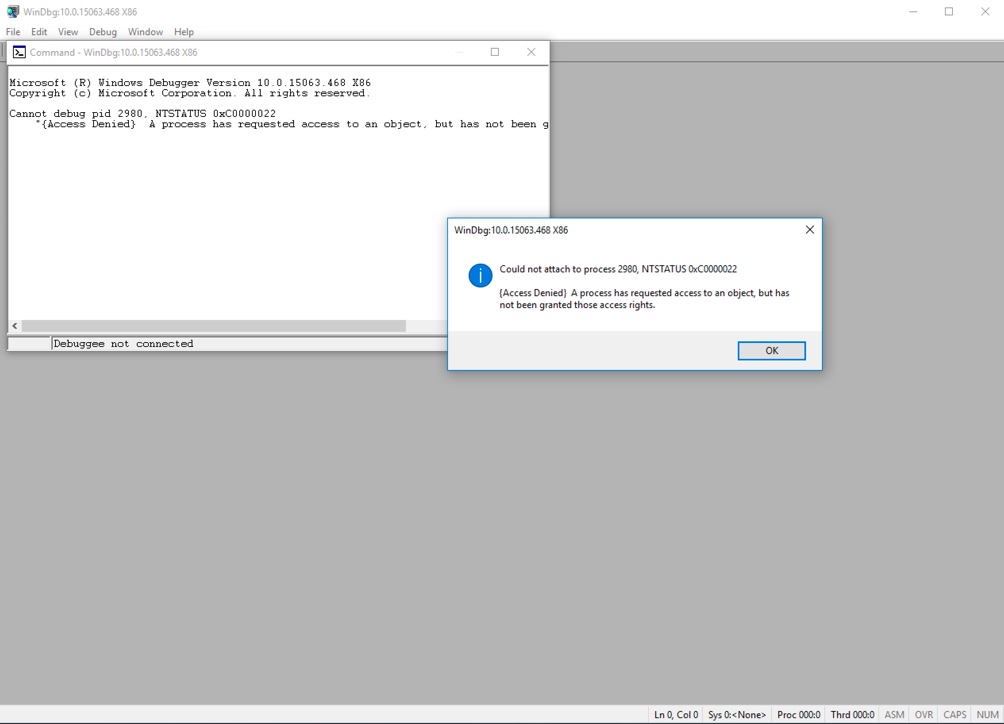 WinDbg:10.0.15063.468 X86
File Edit View Debug Window Help
Command - WinDbg:10.0.15063.468 X86
Microsoft (R) Windows Debugger Version 10.0.15063.468 X86
Copyright (c) Microsoft Corporation. All rights reserved.
Cannot debug pid 2980, NTSTATUS 0xC0000022
"{Access Denied}  A process has requested access to an object, but has not been g
Debuggee not connected
WinDbg:10.0.15063.468 X86
Could not attach to process 2980, NTSTATUS 0xC0000022
{Access Denied}  A process has requested access to an object, but has
not been granted those access rights.
OK
Ln 0, Col 0 Sys 0:<None> Proc 000:0 Thrd 000:0 ASM OVR CAPS NUM